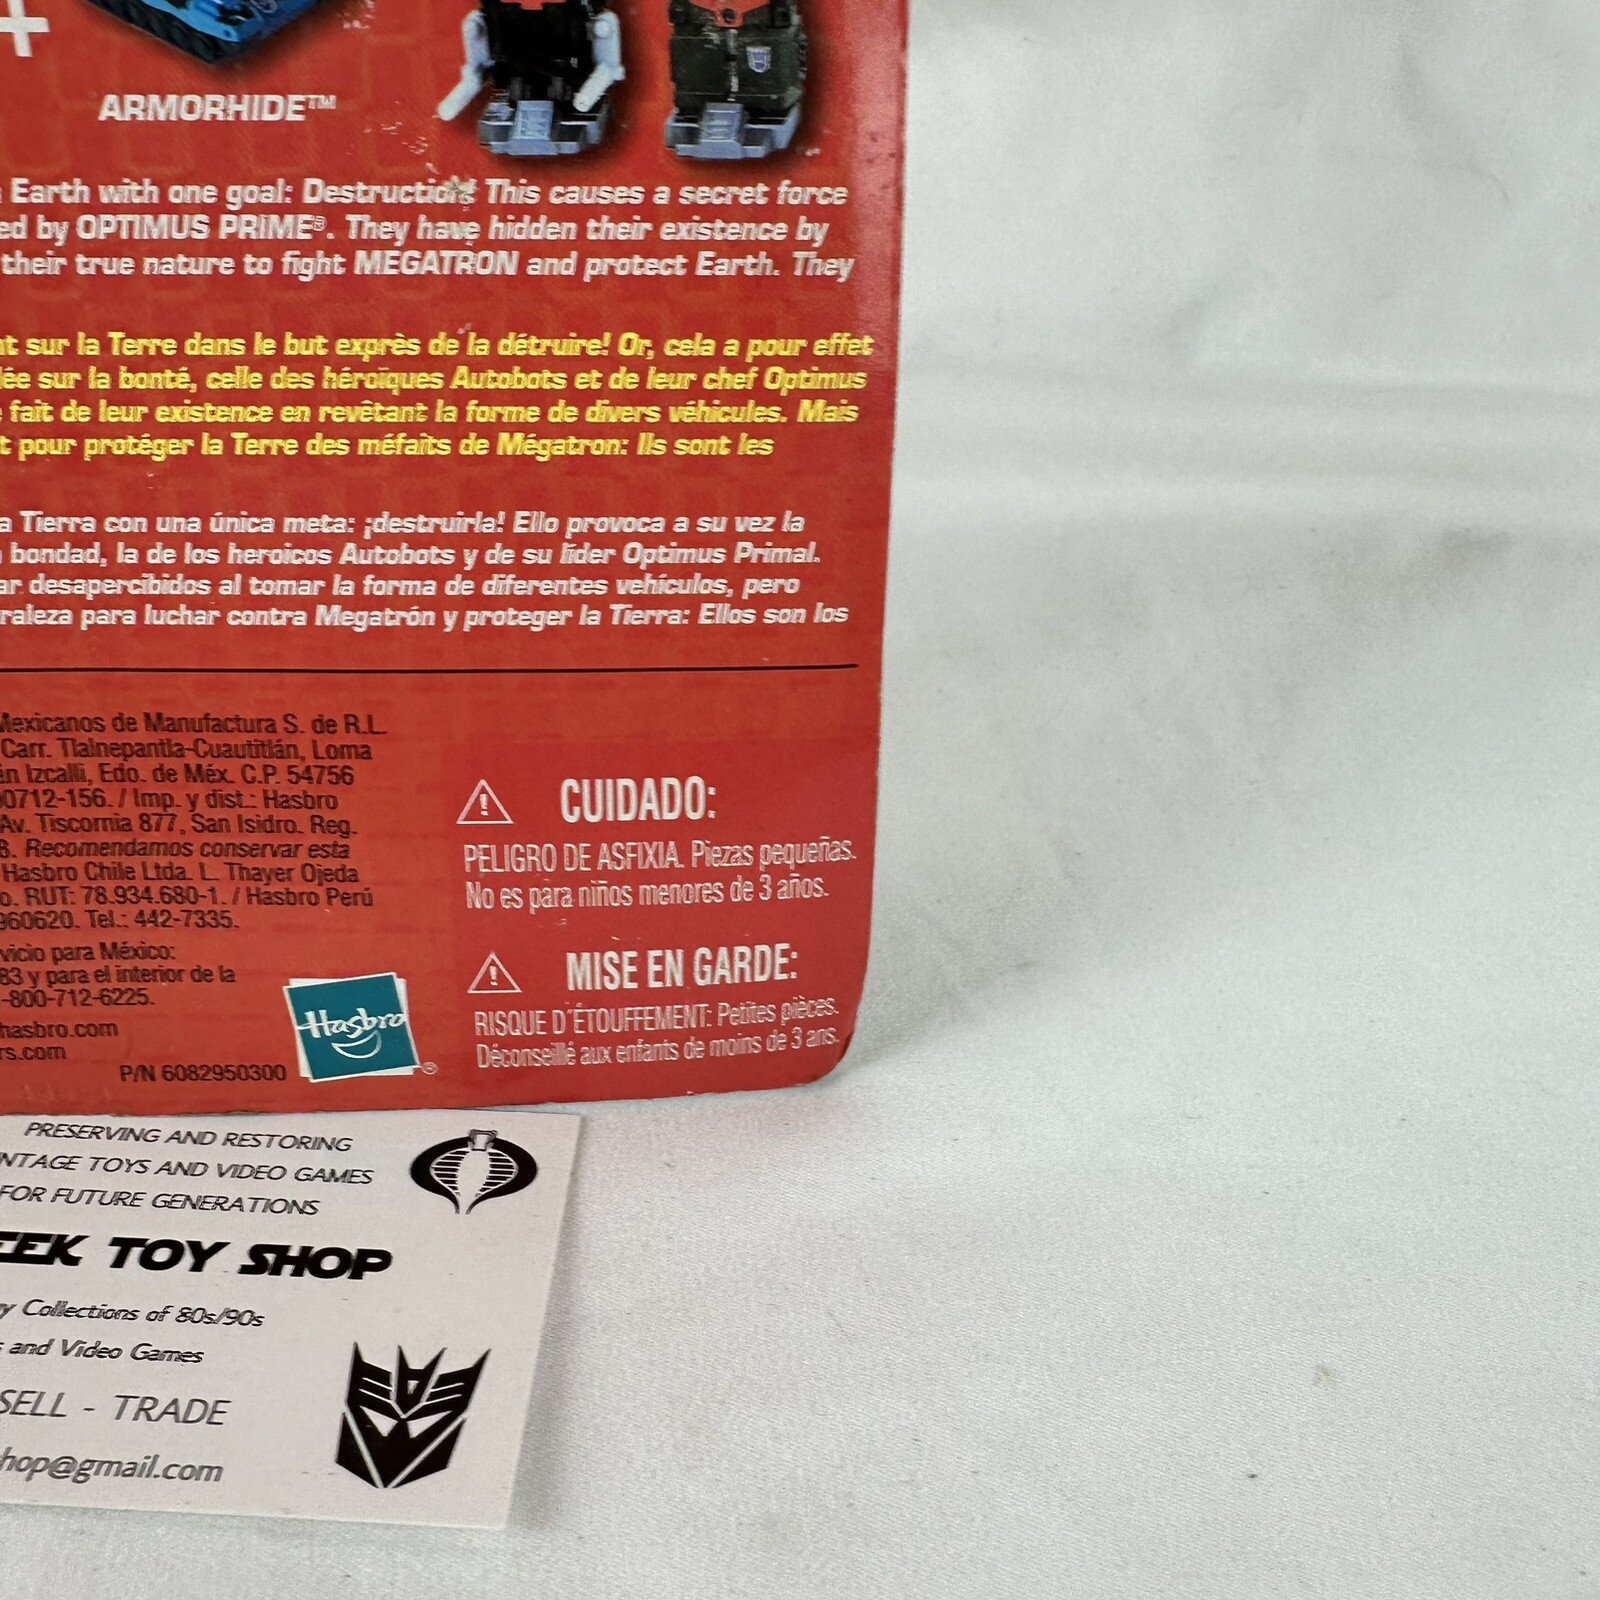 ARMORHIDE™
Earth with one goal: Destruction! This causes a secret force
ed by OPTIMUS PRIME®. They have hidden their existence by
their true nature to fight MEGATRON and protect Earth. They
nt sur la Terre dans le but exprès de la détruire! Or, cela a pour effet
lée sur la bonté, celle des héroïques Autobots et de leur chef Optimus
fait de leur existence en revêtant la forme de divers véhicules. Mais
t pour protéger la Terre des méfaits de Mégatron: Ils sont les
a Tierra con una única meta: ¡destruirla! Ello provoca a su vez la
bondad, la de los heroicos Autobots y de su líder Optimus Primal.
ar desapercibidos al tomar la forma de diferentes vehículos, pero
raleza para luchar contra Megatrón y proteger la Tierra: Ellos son los
Mexicanos de Manufactura S. de R.L.
Carr. Tlalnepantla-Cuautitlán, Loma
án Izcalli, Edo. de Méx. C.P. 54756
00712-156. / Imp. y dist.: Hasbro
Av. Tiscornia 877, San Isidro. Reg.
8. Recomendamos conservar esta
Hasbro Chile Ltda. L. Thayer Ojeda
o. RUT: 78.934.680-1. / Hasbro Perú
960620. Tel.: 442-7335.
vicio para México:
83 y para el interior de la
-800-712-6225.
hasbro.com
rs.com
P/N 6082950300
Hasbro®
CUIDADO:
PELIGRO DE ASFIXIA. Piezas pequeñas.
No es para niños menores de 3 años.
MISE EN GARDE:
RISQUE D'ÉTOUFFEMENT: Petites pièces.
Déconseillé aux enfants de moins de 3 ans.
PRESERVING AND RESTORING
NTAGE TOYS AND VIDEO GAMES
FOR FUTURE GENERATIONS
EEK TOY SHOP
y Collections of 80s/90s
s and Video Games
SELL - TRADE
hop@gmail.com